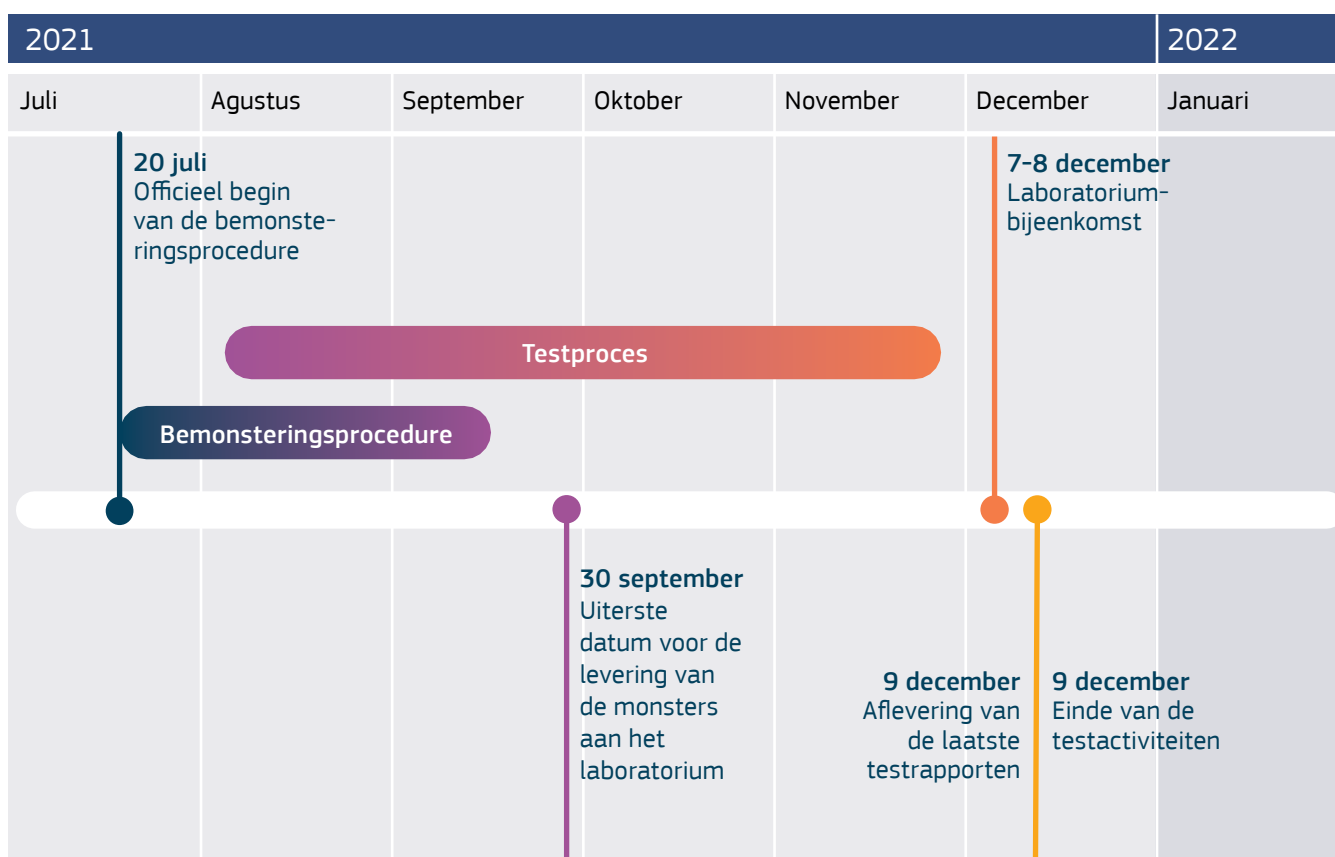 2021
2022
Juli
Agustus
September
Oktober
November
December
Januari
20 juli
Officieel begin
van de bemonste-
ringsprocedure
7-8 december
Laboratorium-
bijeenkomst
Testproces
Bemonsteringsprocedure
30 september
Uiterste
datum voor de
levering van
de monsters
aan het
laboratorium
9 december
Aflevering van
de laatste
testrapporten
9 december
Einde van de
testactiviteiten